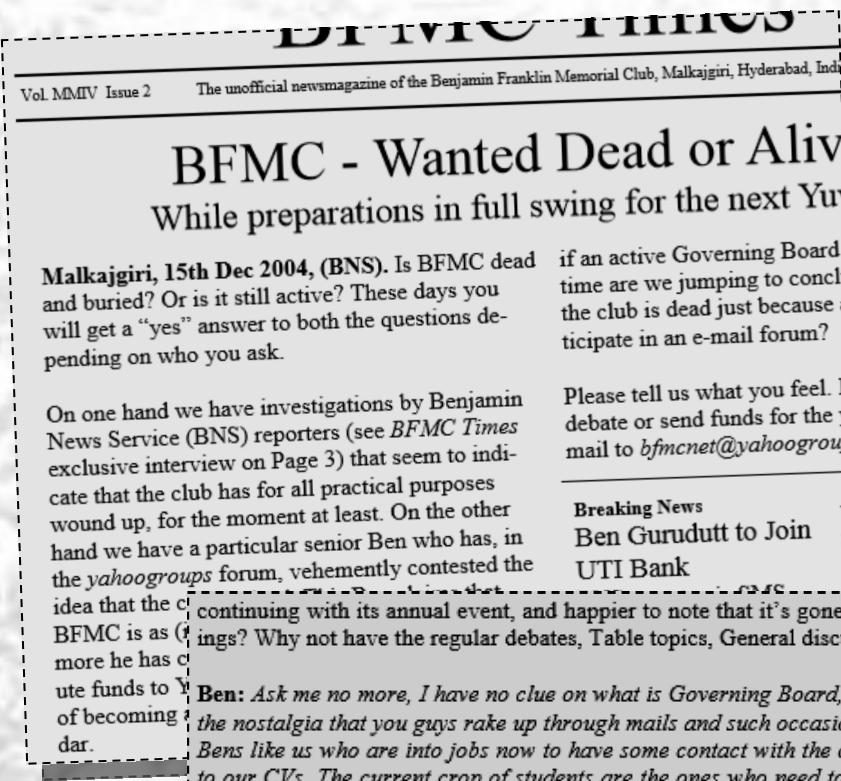 BFMC Times
Vol. MMIV Issue 2
The unofficial newsmagazine of the Benjamin Franklin Memorial Club, Malkajgiri, Hyderabad,
BFMC - Wanted Dead or
While preparations in full swing for the next
Malkajgiri, 15th Dec 2004, (BNS). Is BFMC dead
and buried? Or is it still active? These days you
will get a “yes” answer to both the questions de-
pending on who you ask.
On one hand we have investigations by Benjamin
News Service (BNS) reporters (see BFMC Times
exclusive interview on Page 3) that seem to indi-
cate that the club has for all practical purposes
wound up, for the moment at least. On the other
hand we have a particular senior Ben who has, in
the yahoogroups forum, vehemently contested the
idea that the
BFMC is as
more he has
ute funds to
of becoming
dar.
if an active Governing Board
time are we jumping to
the club is dead just because
ticipate in an e-mail forum?
Please tell us what you feel.
debate or send funds for the
mail to
Breaking News
Ben Gurudutt to Join
UTI Bank
continuing with its annual event, and happier to note that it’s gone
ings? Why not have the regular debates, Table topics, General
Ben: Ask me no more, I have no clue on what is Governing Board,
the nostalgia that you guys rake up through mails and such
Bens like us who are into jobs now to have some contact with the
to our CVs. The current crop of students are the ones who need